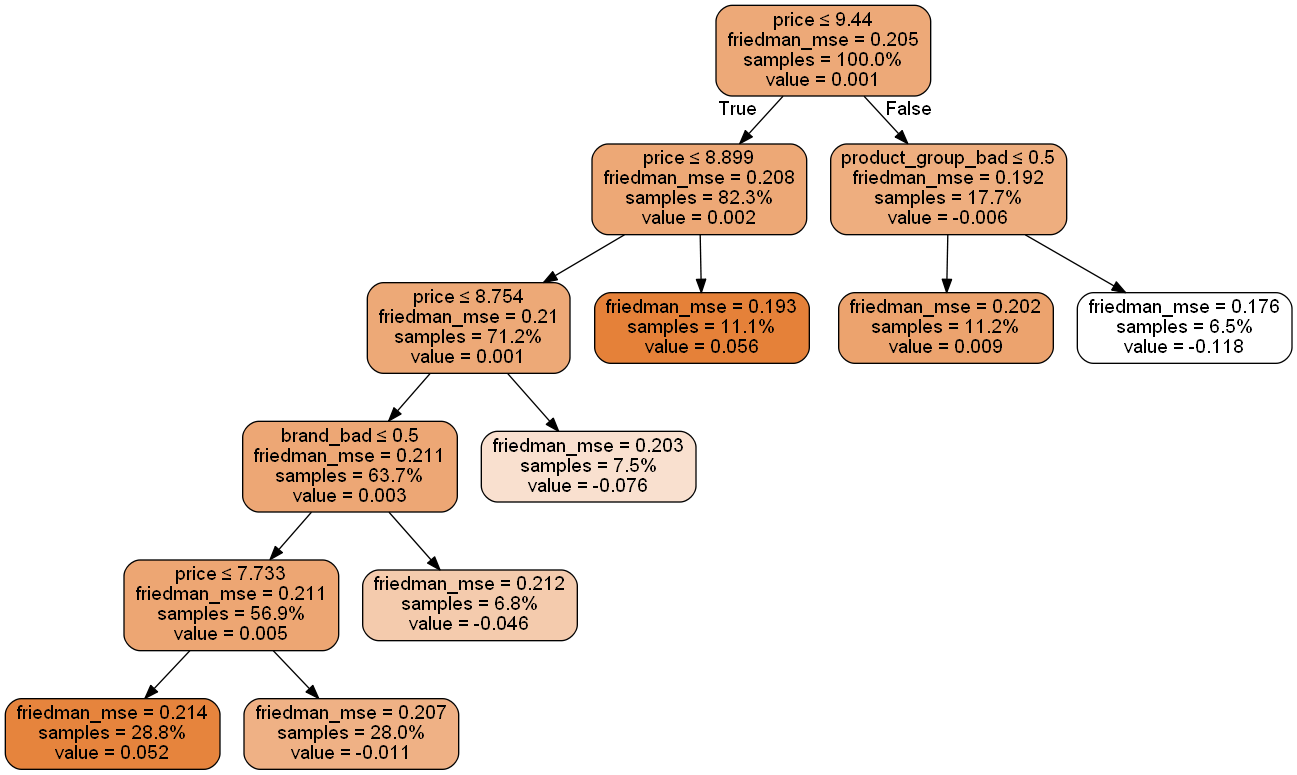 price ≤ 9.44
friedman_mse = 0.205
samples = 100.0%
value = 0.001
True
False
price ≤ 8.899
friedman_mse = 0.208
samples = 82.3%
value = 0.002
product_group_bad ≤ 0.5
friedman_mse = 0.192
samples = 17.7%
value = -0.006
price ≤ 8.754
friedman_mse = 0.21
samples = 71.2%
value = 0.001
friedman_mse = 0.193
samples = 11.1%
value = 0.056
friedman_mse = 0.202
samples = 11.2%
value = 0.009
friedman_mse = 0.176
samples = 6.5%
value = -0.118
brand_bad ≤ 0.5
friedman_mse = 0.211
samples = 63.7%
value = 0.003
friedman_mse = 0.203
samples = 7.5%
value = -0.076
price ≤ 7.733
friedman_mse = 0.211
samples = 56.9%
value = 0.005
friedman_mse = 0.212
samples = 6.8%
value = -0.046
friedman_mse = 0.214
samples = 28.8%
value = 0.052
friedman_mse = 0.207
samples = 28.0%
value = -0.011